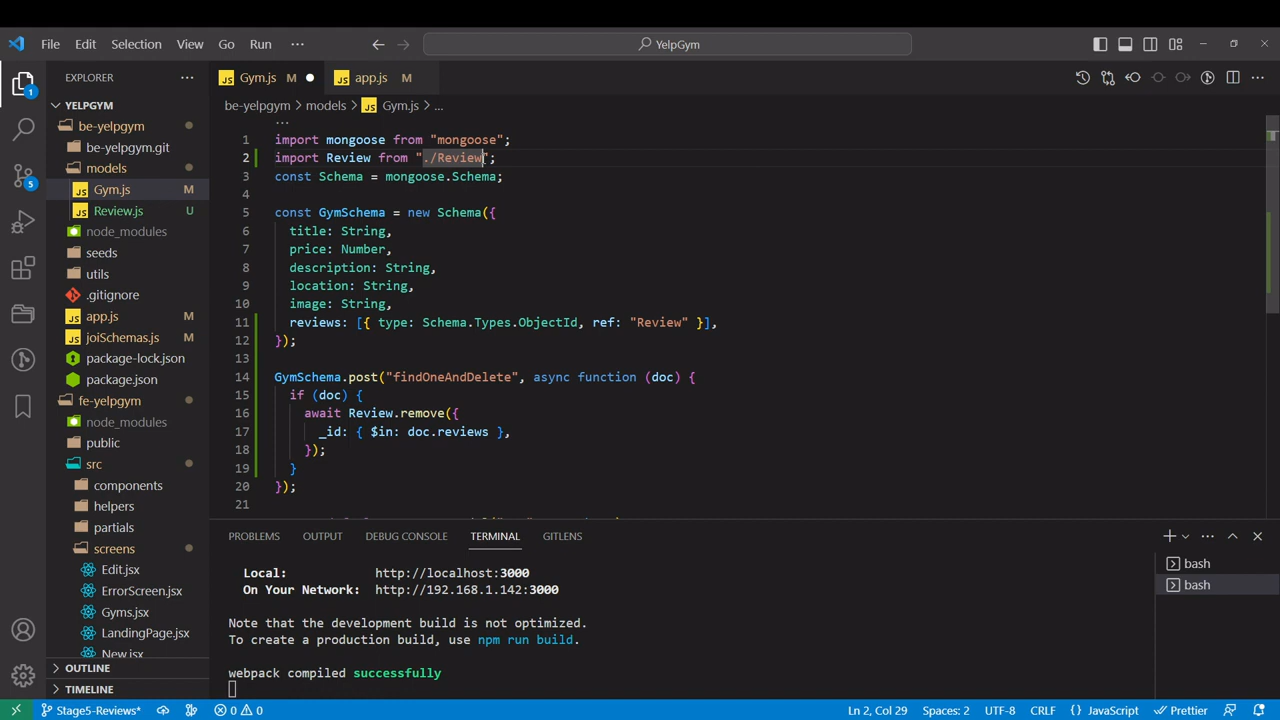 File Edit Selection View Go Run ··· YelpGym
EXPLORER ···
Gym.js M app.js M
YELPGYM
be-yelpgym > models > Gym.js > ...
be-yelpgym
be-yelpgym.git
models
Gym.js M
Review.js U
node_modules
seeds
utils
.gitignore
app.js M
joiSchemas.js M
package-lock.json
package.json
fe-yelpgym
node_modules
public
src
components
helpers
partials
screens
Edit.jsx
ErrorScreen.jsx
Gyms.jsx
LandingPage.jsx
New.jsx
OUTLINE
TIMELINE
1
5
1 import mongoose from "mongoose";
2 import Review from "./Review";
3 const Schema = mongoose.Schema;
4
5 const GymSchema = new Schema({
6 title: String,
7 price: Number,
8 description: String,
9 location: String,
10 image: String,
11 reviews: [{ type: Schema.Types.ObjectId, ref: "Review" }],
12 });
13
14 GymSchema.post("findOneAndDelete", async function (doc) {
15 if (doc) {
16 await Review.remove({
17 _id: { $in: doc.reviews },
18 });
19 }
20 });
21
PROBLEMS OUTPUT DEBUG CONSOLE TERMINAL GITLENS
Local: http://localhost:3000
On Your Network: http://192.168.1.142:3000
Note that the development build is not optimized.
To create a production build, use npm run build.
webpack compiled successfully
bash
bash
Stage5-Reviews* 0 0 Ln 2, Col 29 Spaces: 2 UTF-8 CRLF {} JavaScript Prettier